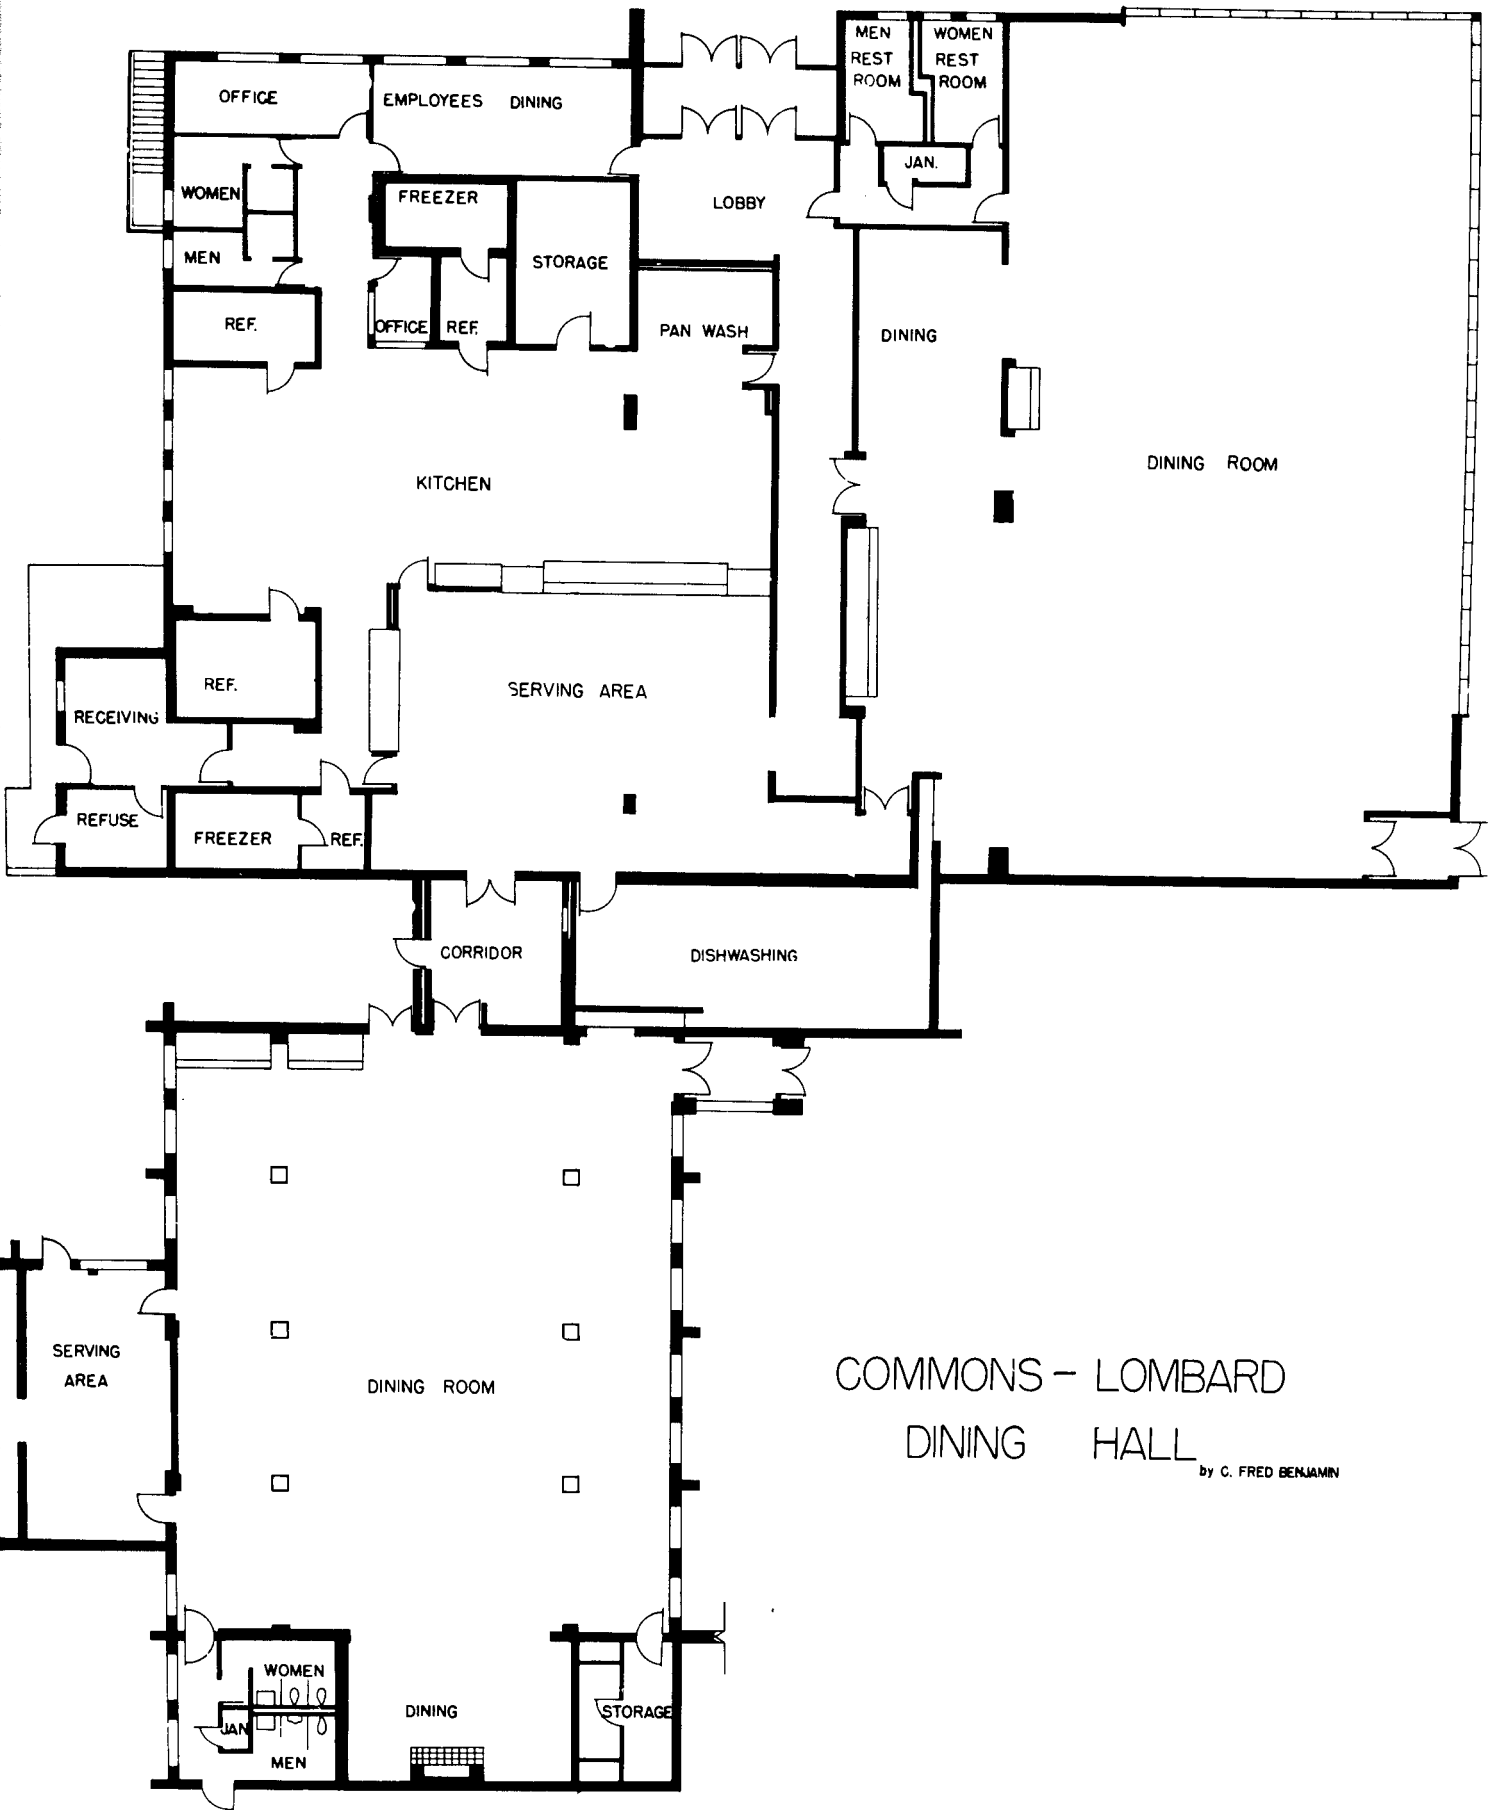 MEN
REST
ROOM
WOMEN
REST
ROOM
OFFICE
EMPLOYEES DINING
JAN.
WOMEN
FREEZER
LOBBY
MEN
STORAGE
REF.
OFFICE
REF.
PAN WASH
DINING
KITCHEN
DINING ROOM
REF.
SERVING AREA
RECEIVING
REFUSE
FREEZER
REF.
CORRIDOR
DISHWASHING
SERVING
AREA
DINING ROOM
COMMONS - LOMBARD
DINING HALL
by C. FRED BENJAMIN
WOMEN
JAN
MEN
DINING
STORAGE